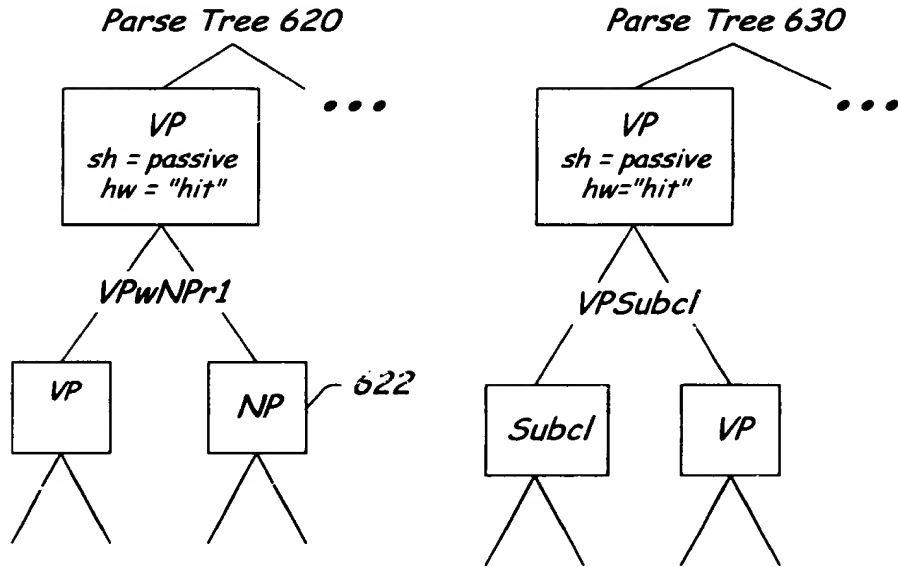 Parse Tree 620
VP
sh = passive
hw = "hit"
VPwNPr1
VP
NP
622
Parse Tree 630
VP
sh = passive
hw="hit"
VPSubcl
Subcl
VP